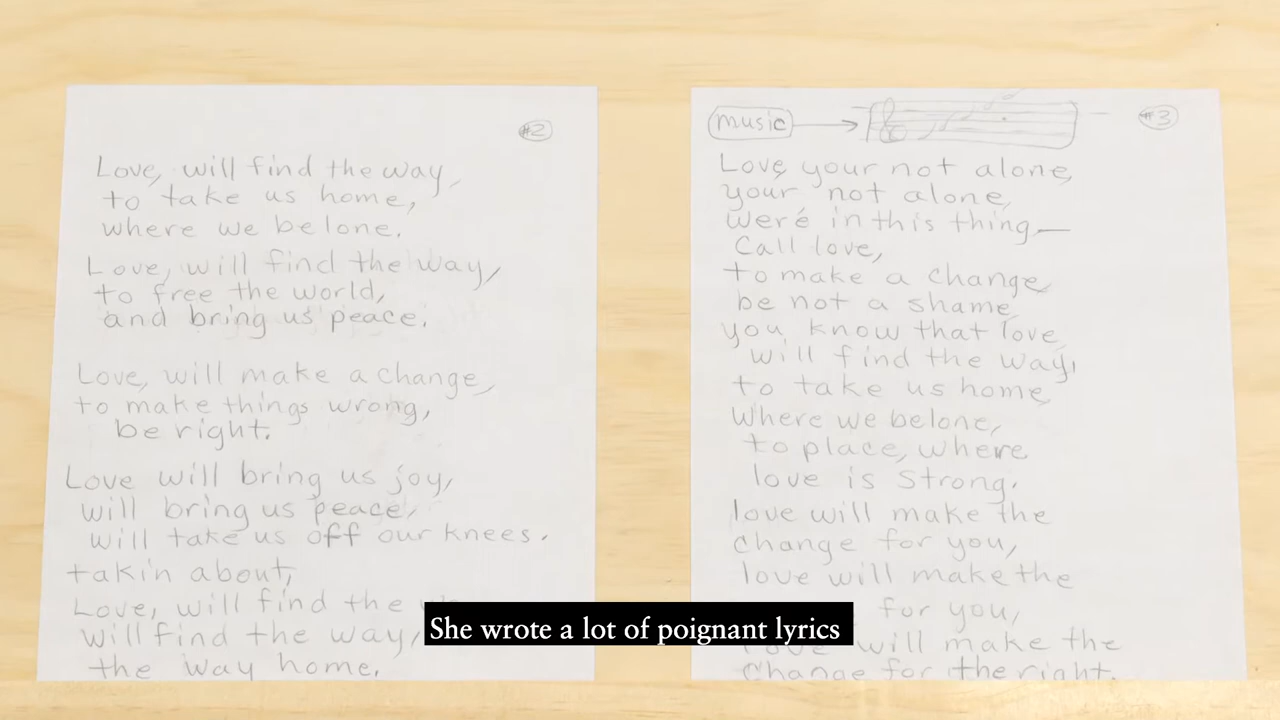 #2
Love, will find the way,
to take us home,
where we belone.
Love, will find the way,
to free the world,
and bring us peace.
Love, will make a change,
to make things wrong,
be right.
Love will bring us joy,
will bring us peace,
will take us off our knees.
takin about,
Love, will find the
will find the way,
the way home.
music
#3
Love, your not alone,
your not alone,
were in this thing
Call love,
to make a change,
be not a shame,
you know that love,
will find the way,
to take us home,
Where we belone,
to place, where
love is strong.
love will make the
change for you,
love will make the
for you,
will make the
change for the right.
She wrote a lot of poignant lyrics